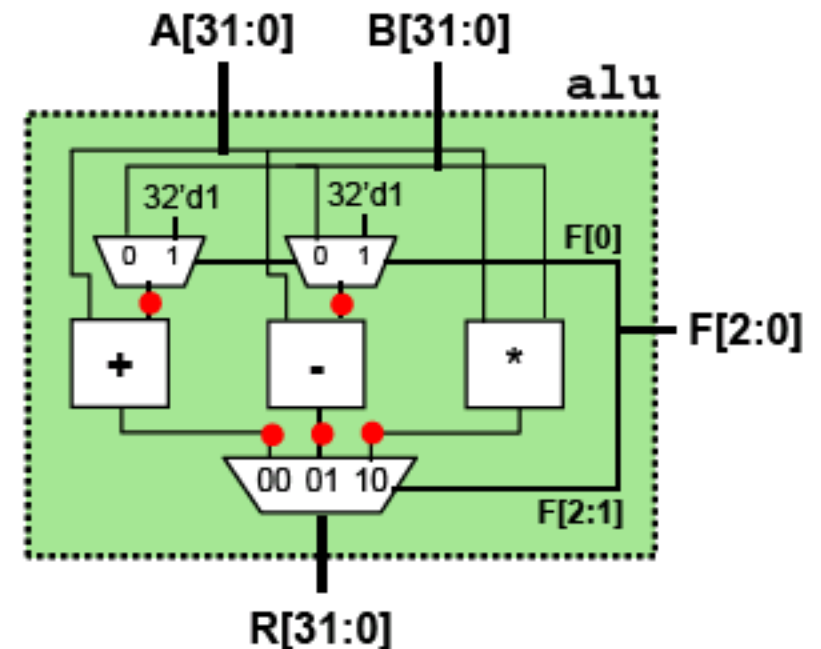 A[31:0] B[31:0]
alu
32'd1 32'd1
0 1 0 1 F[0]
F[2:0]
+ - *
00 01 10
F[2:1]
R[31:0]